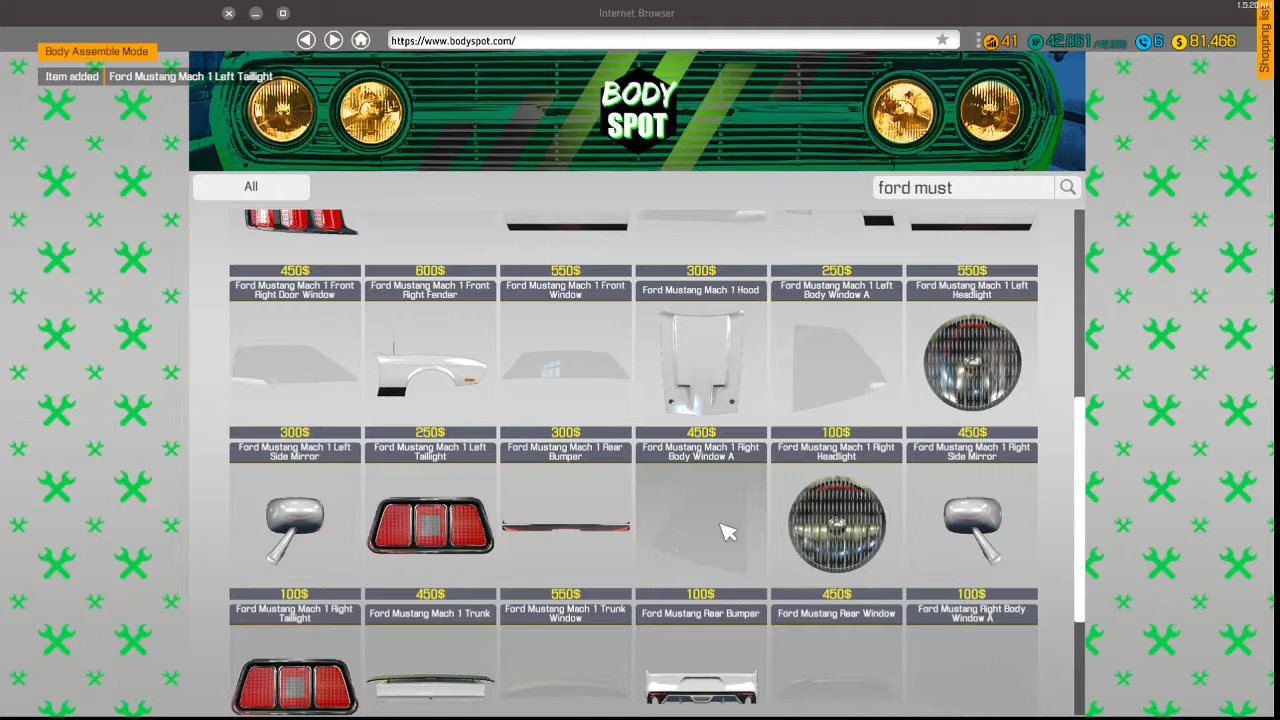 1.5.20
Internet Browser
https://www.bodyspot.com/
Body Assemble Mode
Item added Ford Mustang Mach 1 Left Taillight
41
42,061
6
$ 81,466
Shopping list
BODY
SPOT
All
ford must
450$
600$
550$
300$
250$
550$
Ford Mustang Mach 1 Front
Right Door Window
Ford Mustang Mach 1 Front
Right Fender
Ford Mustang Mach 1 Front
Window
Ford Mustang Mach 1 Hood
Ford Mustang Mach 1 Left
Body Window A
Ford Mustang Mach 1 Left
Headlight
300$
250$
300$
450$
100$
450$
Ford Mustang Mach 1 Left
Side Mirror
Ford Mustang Mach 1 Left
Taillight
Ford Mustang Mach 1 Rear
Bumper
Ford Mustang Mach 1 Right
Body Window A
Ford Mustang Mach 1 Right
Headlight
Ford Mustang Mach 1 Right
Side Mirror
100$
450$
550$
100$
450$
100$
Ford Mustang Mach 1 Right
Taillight
Ford Mustang Mach 1 Trunk
Ford Mustang Mach 1 Trunk
Window
Ford Mustang Rear Bumper
Ford Mustang Rear Window
Ford Mustang Right Body
Window A